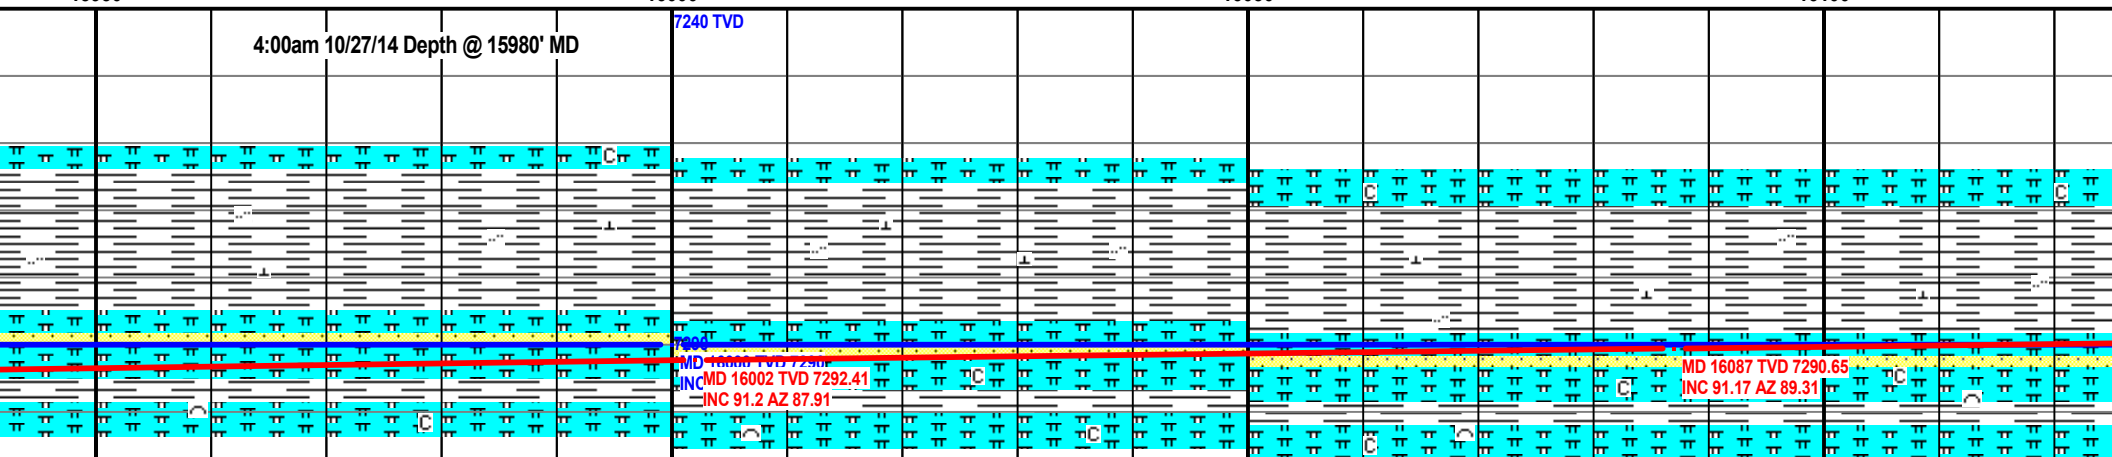 4:00am 10/27/14 Depth @ 15980' MD
7240 TVD
MD 16002 TVD 7292.41
INC 91.2 AZ 87.91
MD 16087 TVD 7290.65
INC 91.17 AZ 89.31
C
C
C
C
C
C
C
C
C